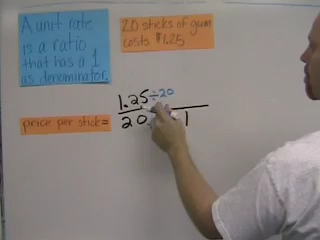 A unit rate
is a ratio
that has a 1
as denominator.
20 sticks of gum
costs $1.25
1.25 ÷20
price per stick=
20 1